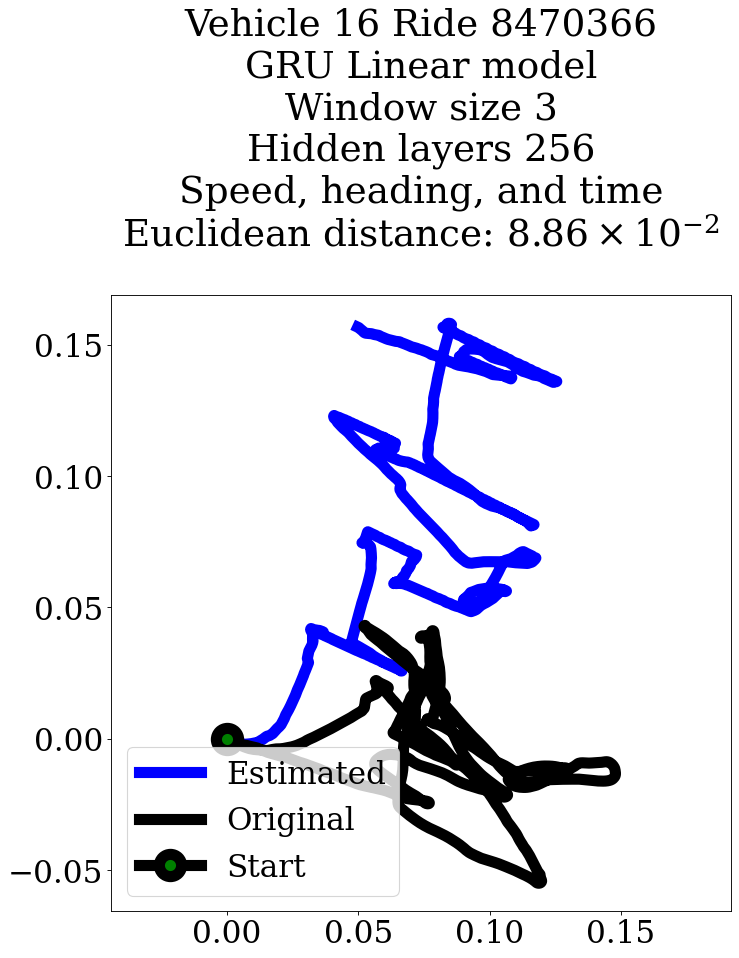 Vehicle 16 Ride 8470366
GRU Linear model
Window size 3
Hidden layers 256
Speed, heading, and time
Euclidean distance: 8.86 × 10⁻²
0.15
0.10
0.05
0.00
−0.05
Estimated
Original
Start
0.00 0.05 0.10 0.15